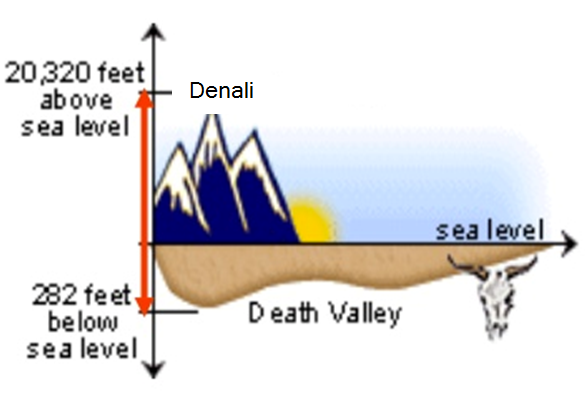 20,320 feet
above
sea level
Denali
sea level
282 feet
below
sea level
Death Valley